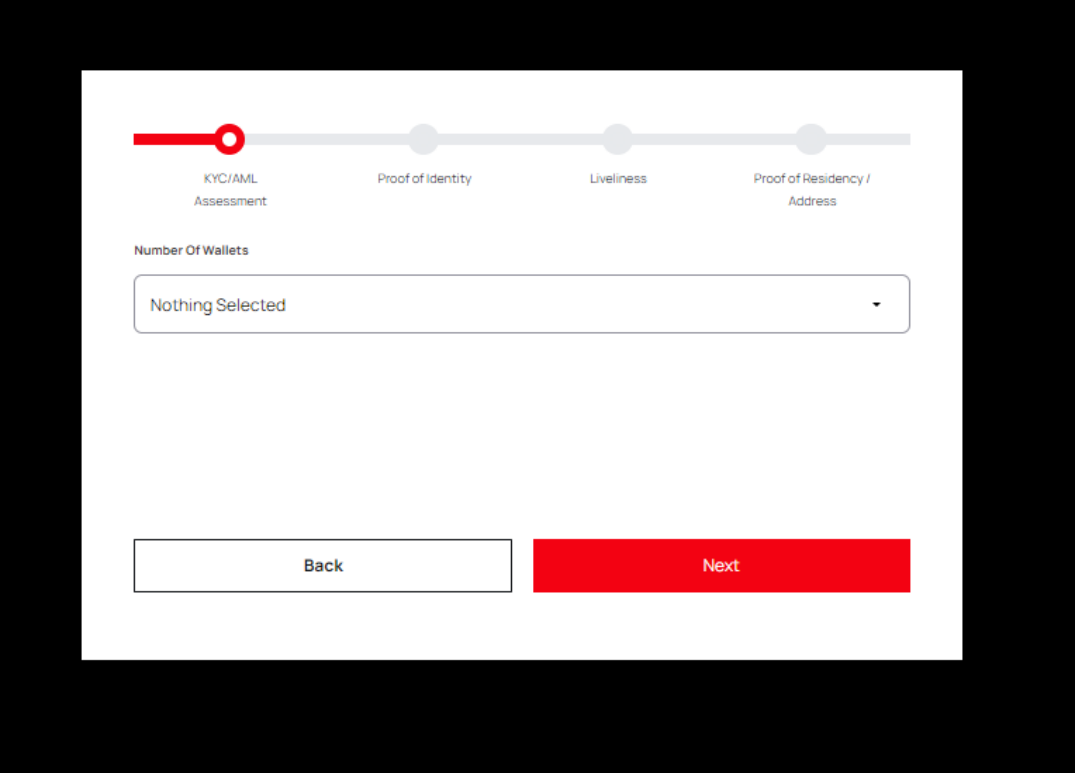 KYC/AML
Assessment
Proof of Identity
Liveliness
Proof of Residency /
Address
Number Of Wallets
Nothing Selected
Back
Next